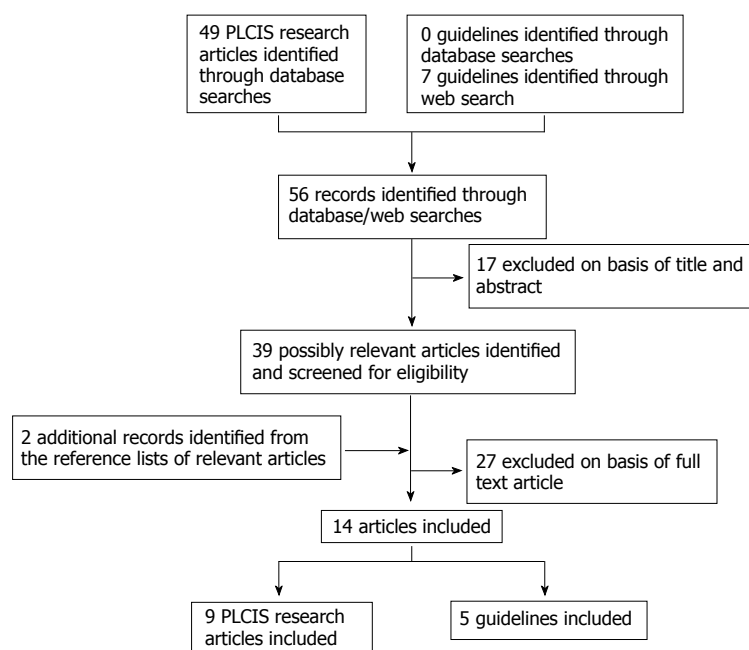 49 PLCIS research
articles identified
through database
searches
0 guidelines identified through
database searches
7 guidelines identified through
web search
56 records identified through
database/web searches
17 excluded on basis of title and
abstract
39 possibly relevant articles identified
and screened for eligibility
2 additional records identified from
the reference lists of relevant articles
27 excluded on basis of full
text article
14 articles included
9 PLCIS research
articles included
5 guidelines included